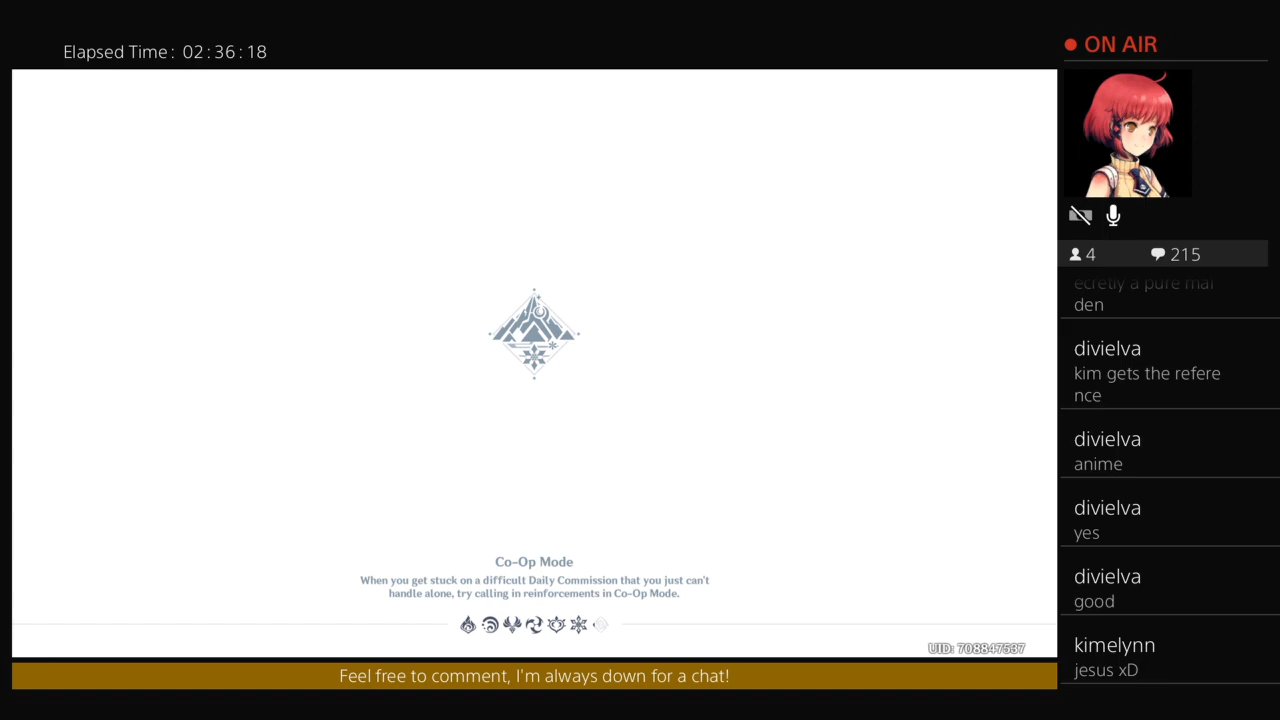 Elapsed Time: 02:36:18
ON AIR
4 215
ecretly a pure mai
den
divielva
kim gets the refere
nce
divielva
anime
divielva
yes
divielva
good
kimelynn
jesus xD
Co-Op Mode
When you get stuck on a difficult Daily Commission that you just can't
handle alone, try calling in reinforcements in Co-Op Mode.
UID: 708847537
Feel free to comment, I'm always down for a chat!